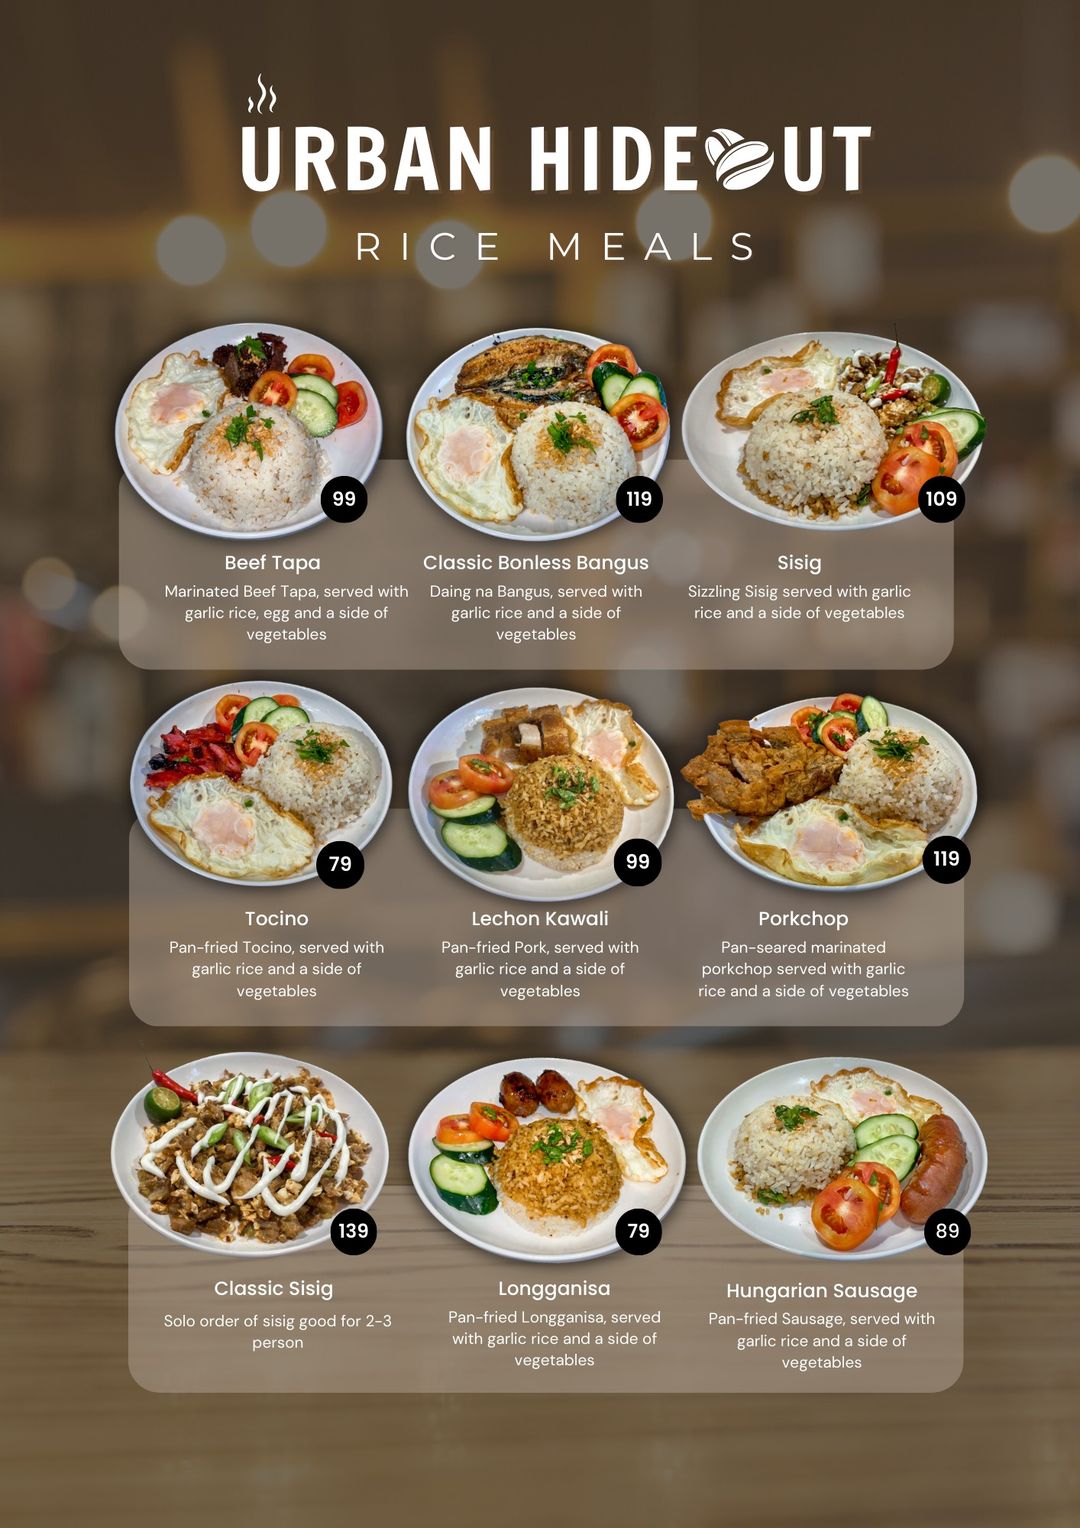 URBAN HIDEOUT
RICE MEALS
99
119
109
Beef Tapa
Marinated Beef Tapa, served with
garlic rice, egg and a side of
vegetables
Classic Bonless Bangus
Daing na Bangus, served with
garlic rice and a side of
vegetables
Sisig
Sizzling Sisig served with garlic
rice and a side of vegetables
79
99
119
Tocino
Pan-fried Tocino, served with
garlic rice and a side of
vegetables
Lechon Kawali
Pan-fried Pork, served with
garlic rice and a side of
vegetables
Porkchop
Pan-seared marinated
porkchop served with garlic
rice and a side of vegetables
139
79
89
Classic Sisig
Solo order of sisig good for 2-3
person
Longganisa
Pan-fried Longganisa, served
with garlic rice and a side of
vegetables
Hungarian Sausage
Pan-fried Sausage, served with
garlic rice and a side of
vegetables